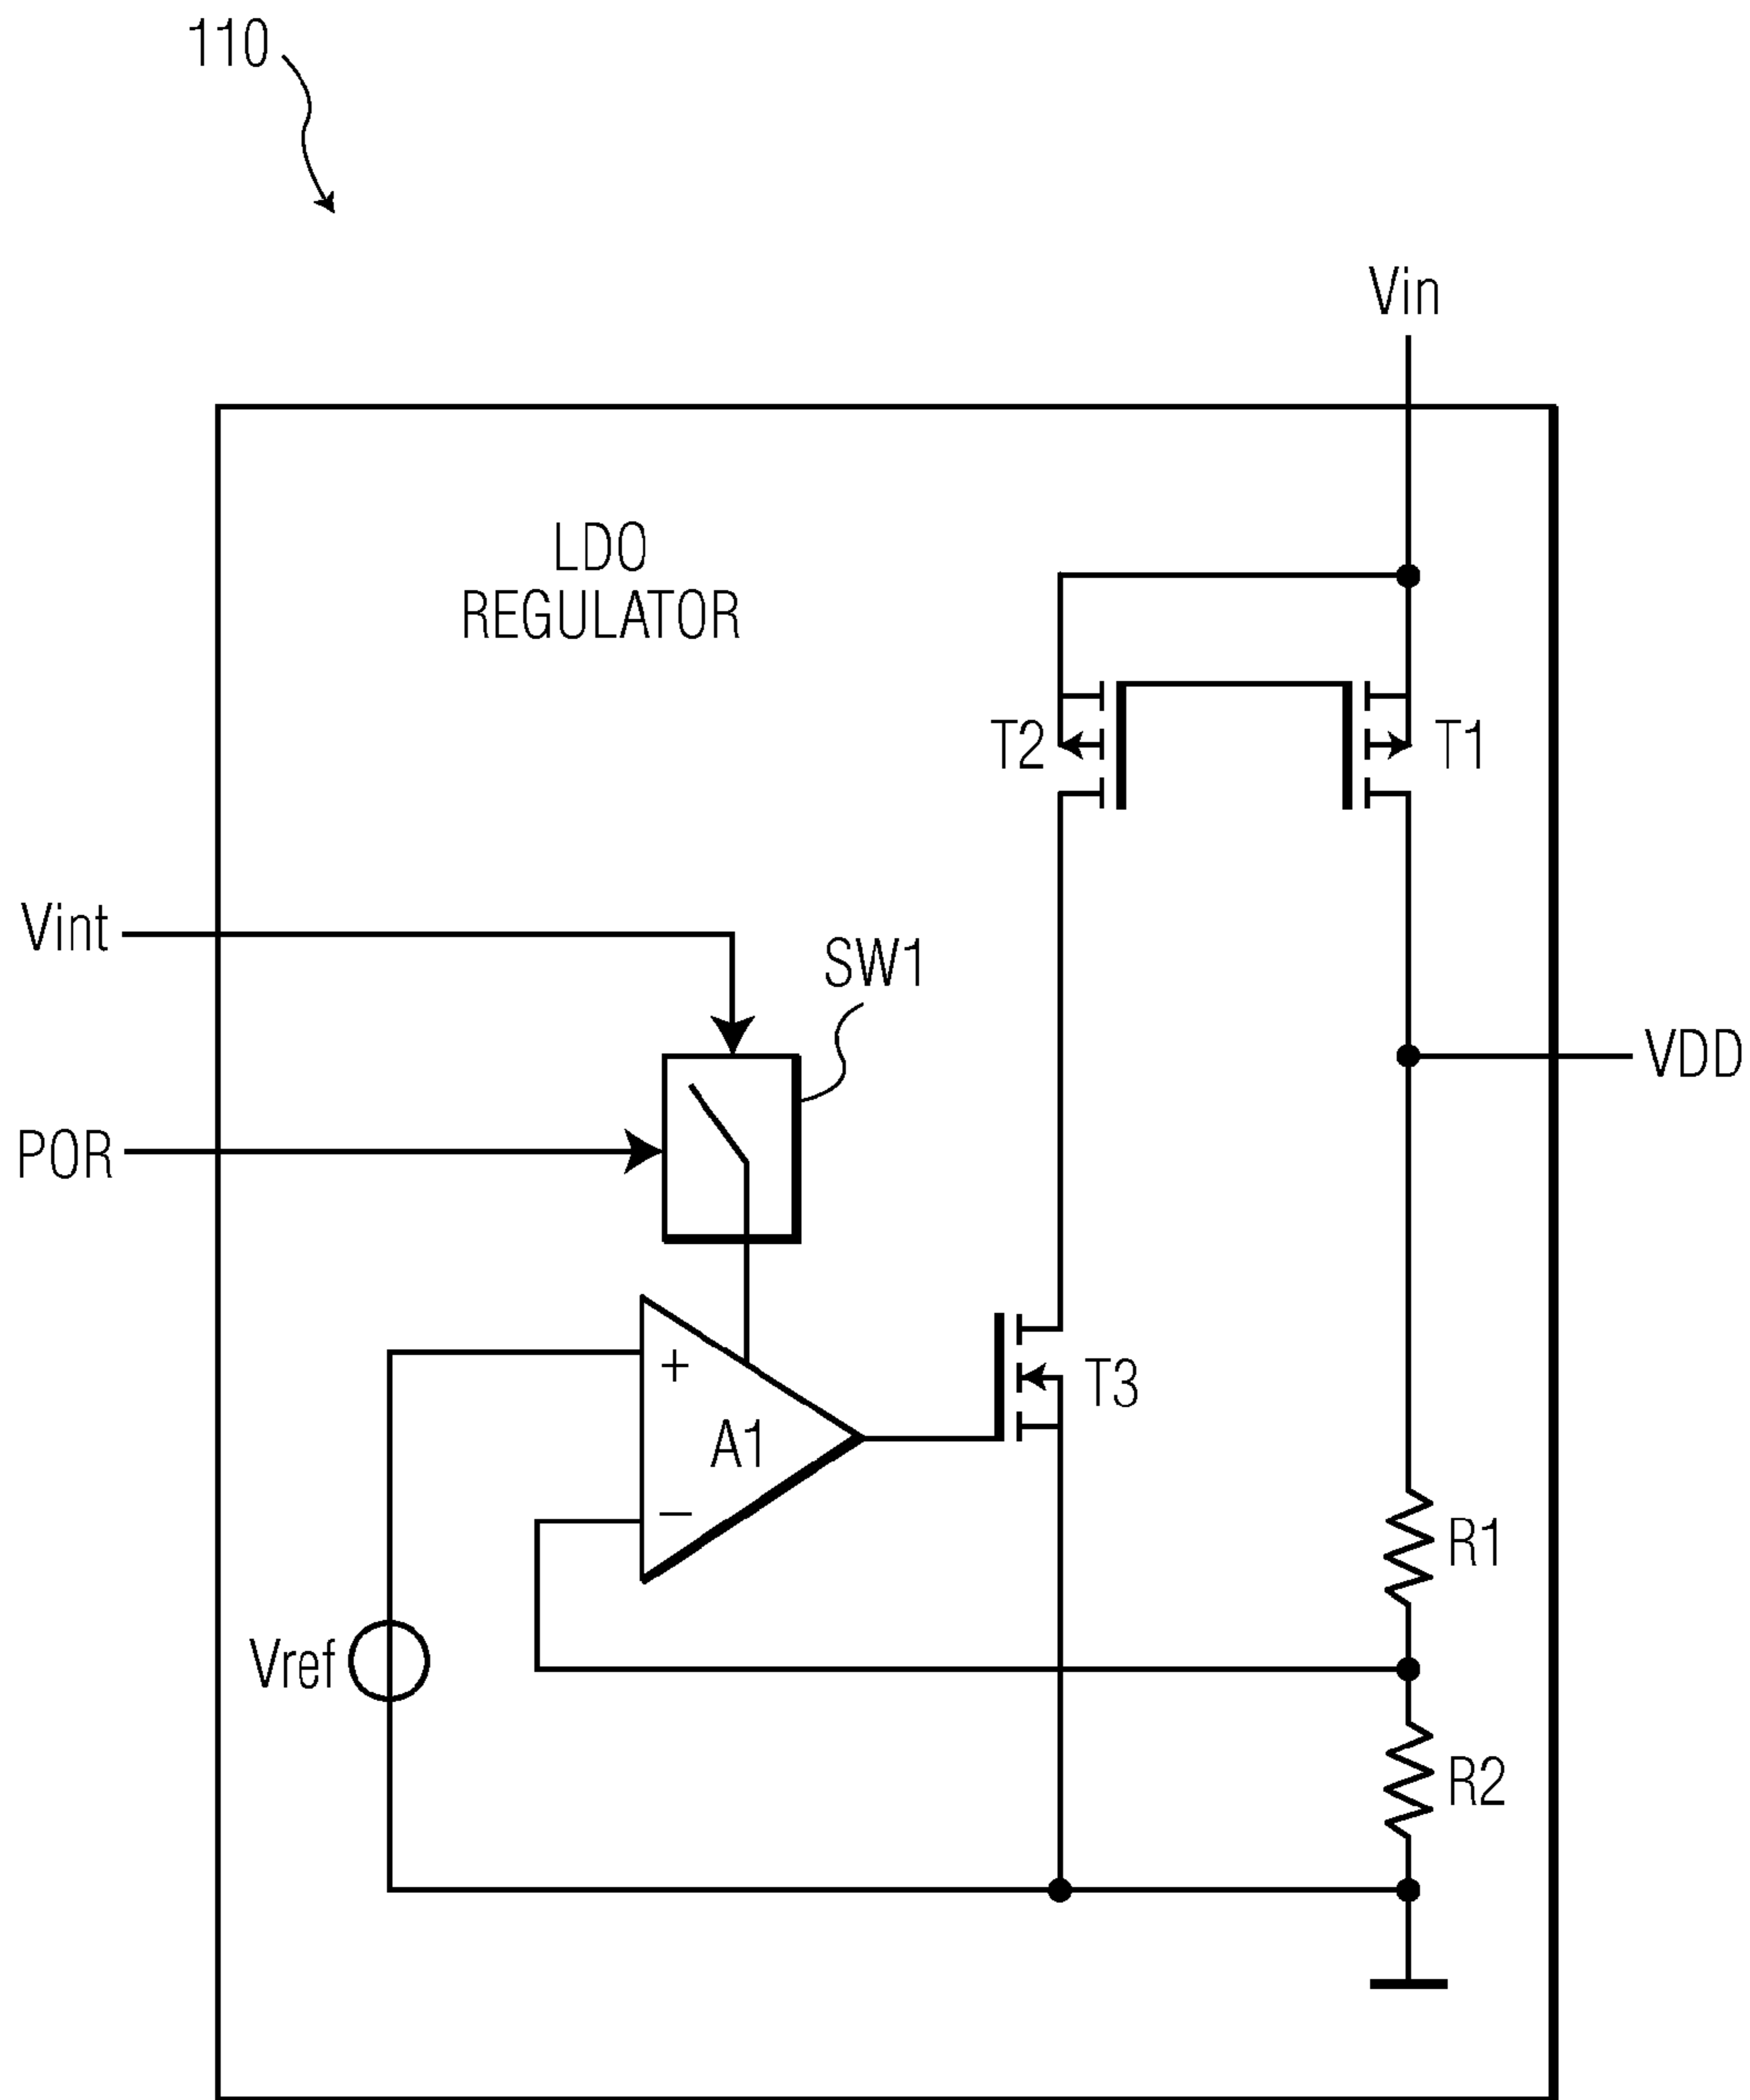 110
Vin
LDO
REGULATOR
T2
T1
Vint
SW1
VDD
POR
+
T3
A1
–
R1
Vref
R2